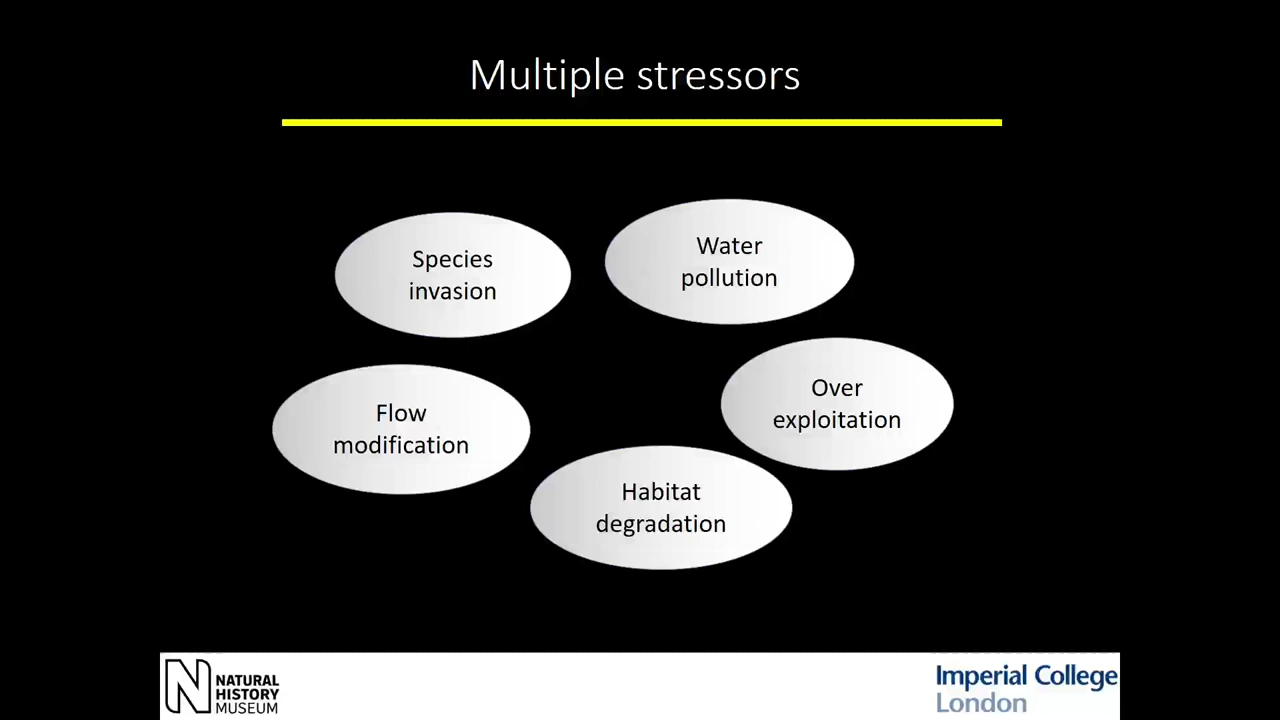 Multiple stressors
Species
invasion
Water
pollution
Flow
modification
Over
exploitation
Habitat
degradation
NATURAL
HISTORY
MUSEUM
Imperial College
London